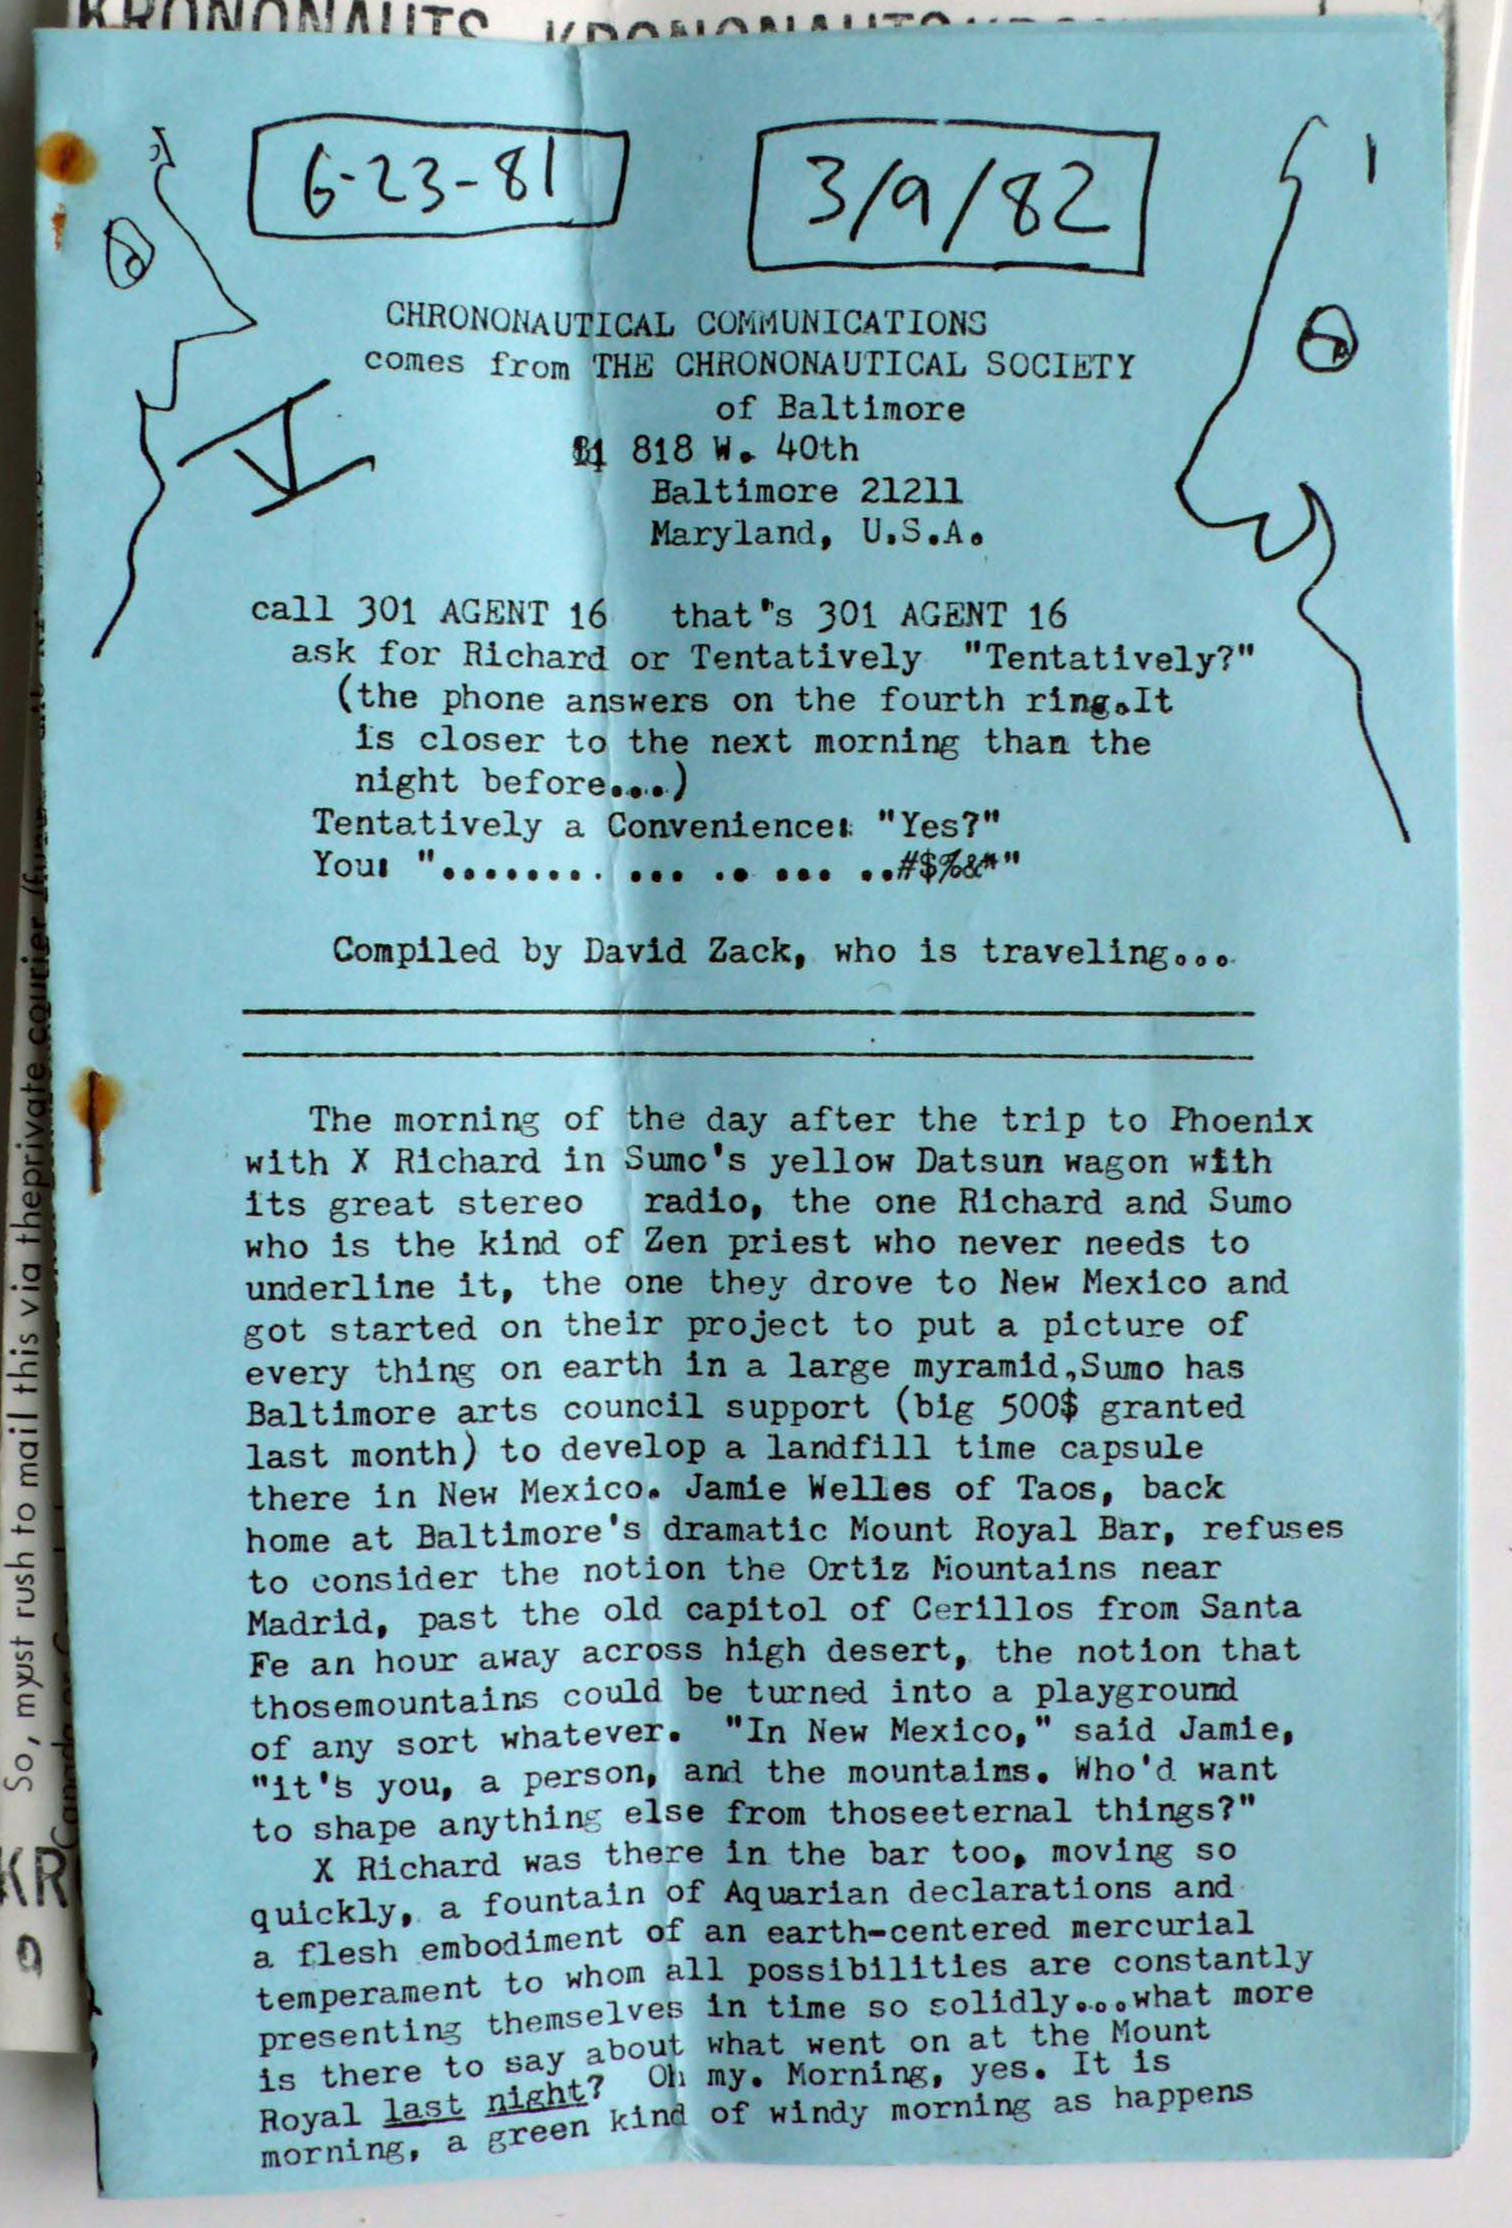 KRONONAUTS KRONONAUTS
6-23-81
3/9/82
CHRONONAUTICAL COMMUNICATIONS
comes from THE CHRONONAUTICAL SOCIETY
of Baltimore
818 W. 40th
Baltimore 21211
Maryland, U.S.A.
call 301 AGENT 16 that's 301 AGENT 16
ask for Richard or Tentatively "Tentatively?"
(the phone answers on the fourth ring.It
is closer to the next morning than the
night before....)
Tentatively a Convenience: "Yes?"
You: "........ ... .. ... ..#$%&*"
Compiled by David Zack, who is traveling...
The morning of the day after the trip to Phoenix
with X Richard in Sumo's yellow Datsun wagon with
its great stereo radio, the one Richard and Sumo
who is the kind of Zen priest who never needs to
underline it, the one they drove to New Mexico and
got started on their project to put a picture of
every thing on earth in a large myramid,Sumo has
Baltimore arts council support (big 500$ granted
last month) to develop a landfill time capsule
there in New Mexico. Jamie Welles of Taos, back
home at Baltimore's dramatic Mount Royal Bar, refuses
to consider the notion the Ortiz Mountains near
Madrid, past the old capitol of Cerillos from Santa
Fe an hour away across high desert, the notion that
thosemountains could be turned into a playground
of any sort whatever. "In New Mexico," said Jamie,
"it's you, a person, and the mountains. Who'd want
to shape anything else from thoseeternal things?"
X Richard was there in the bar too, moving so
quickly, a fountain of Aquarian declarations and
a flesh embodiment of an earth-centered mercurial
temperament to whom all possibilities are constantly
presenting themselves in time so solidly...what more
is there to say about what went on at the Mount
Royal last night? Oh my. Morning, yes. It is
morning, a green kind of windy morning as happens
So, myst rush to mail this via theprivate courier
KR